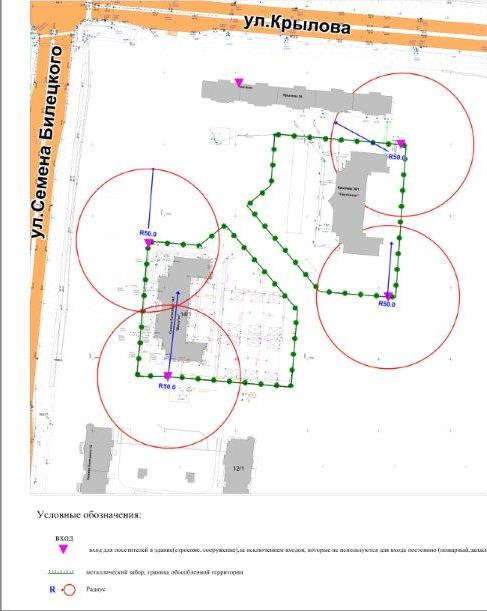 ул.Крылова
ул.Семена Билецкого
R50.0
R50.0
R50.0
R50.0
12/1
Условные обозначения:
вход
вход для посетителей в здание(строение, сооружение),за исключением входов, которые не используются для входа постоянно (пожарный,запасн
металлический забор, граница обособленной территории
R
Радиус